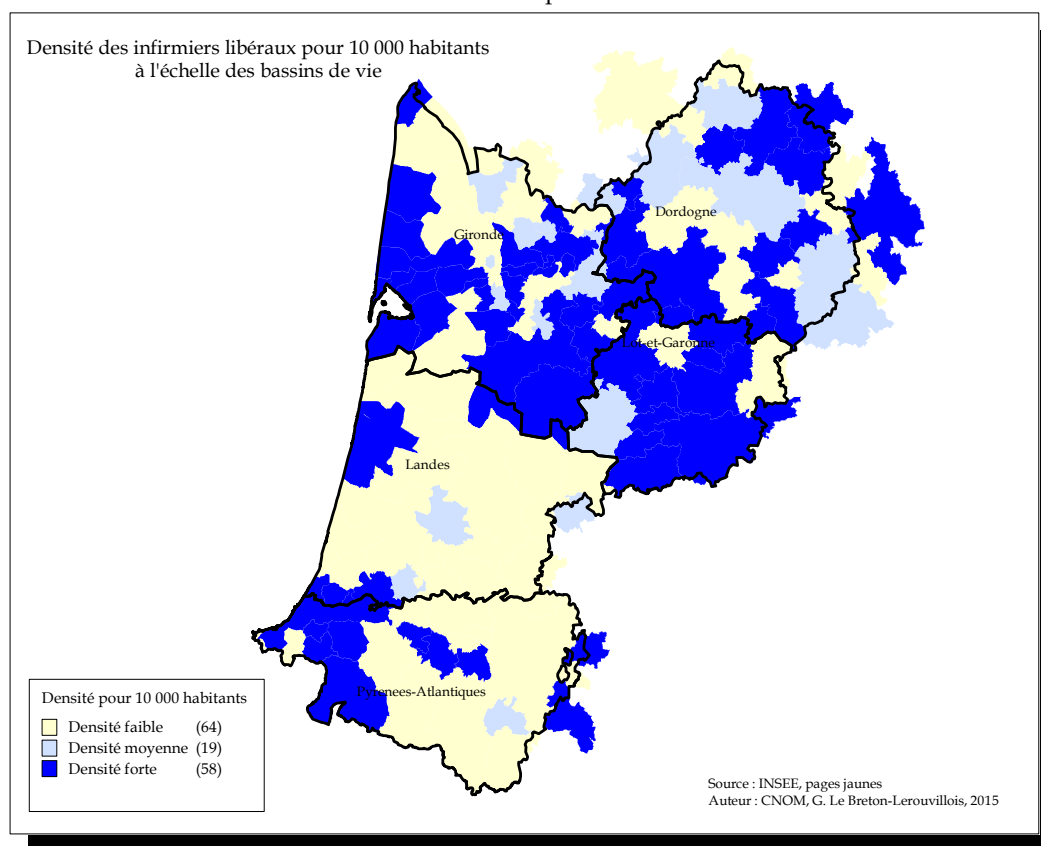 Densité des infirmiers libéraux pour 10 000 habitants
à l'échelle des bassins de vie
Dordogne
Gironde
Lot-et-Garonne
Landes
Pyrenees-Atlantiques
Densité pour 10 000 habitants
Densité faible (64)
Densité moyenne (19)
Densité forte (58)
Source : INSEE, pages jaunes
Auteur : CNOM, G. Le Breton-Lerouvillois, 2015